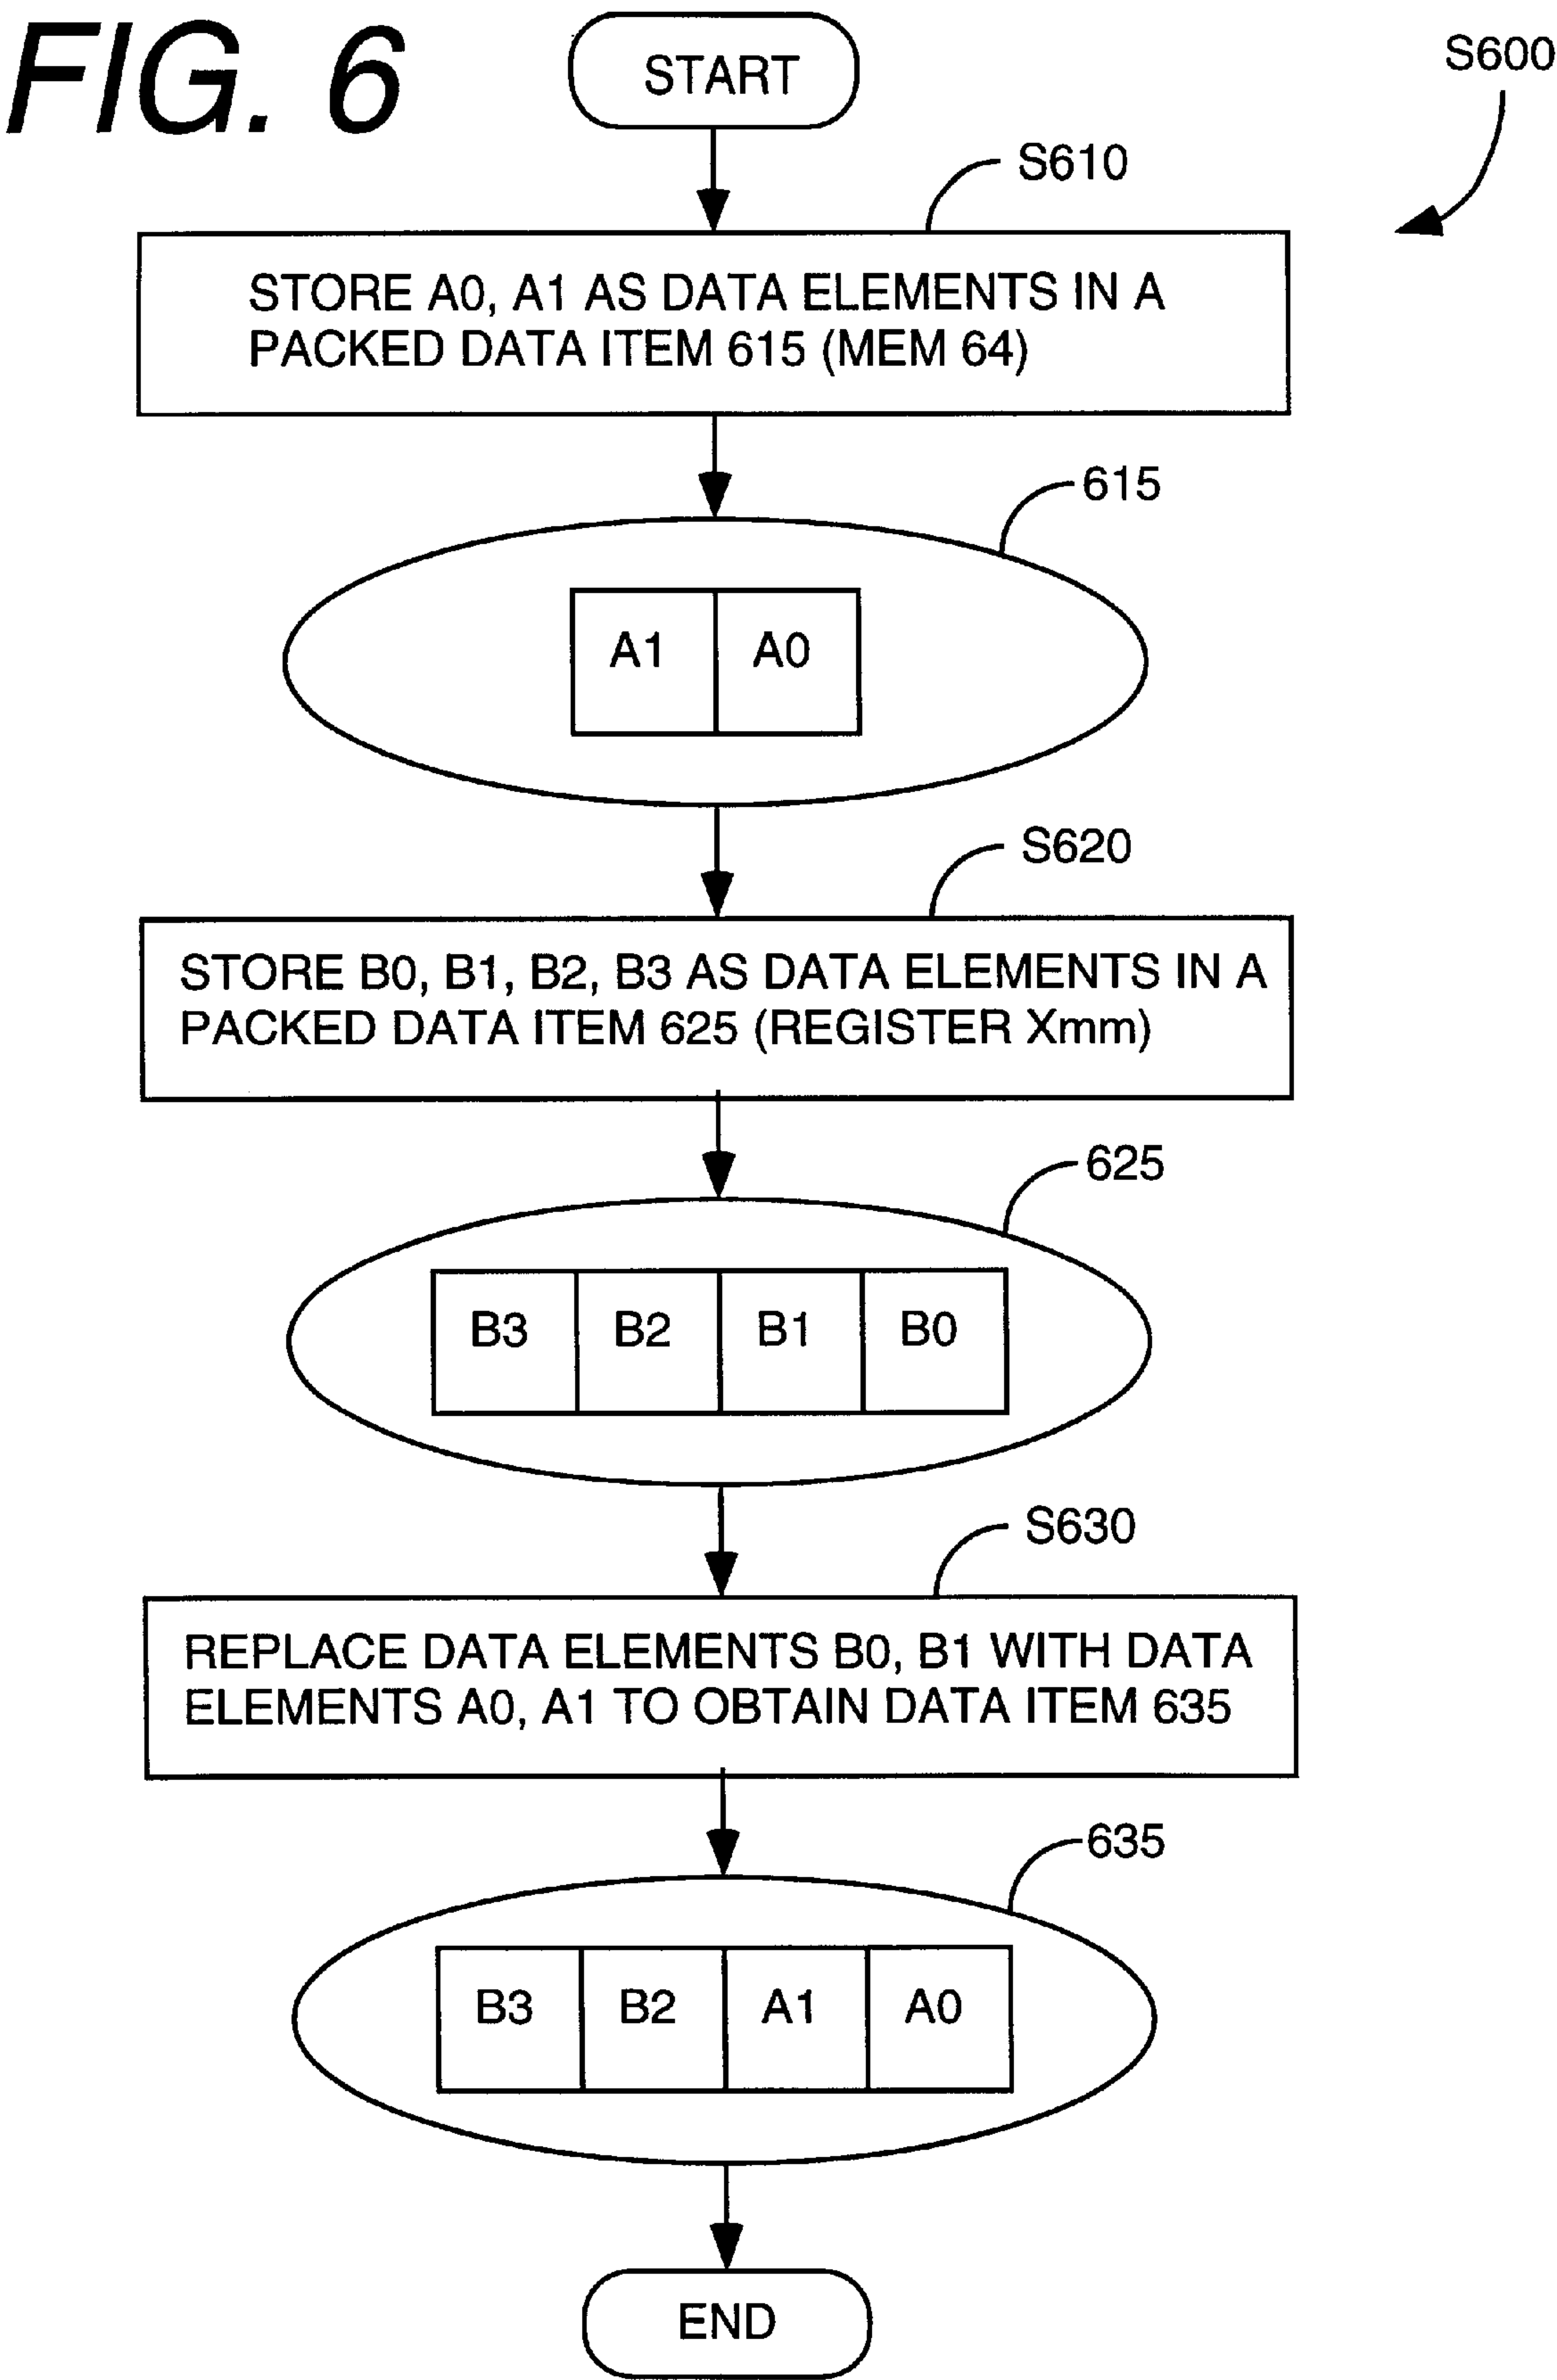 FIG. 6
START
S600
S610
STORE A0, A1 AS DATA ELEMENTS IN A
PACKED DATA ITEM 615 (MEM 64)
615
A1 A0
S620
STORE B0, B1, B2, B3 AS DATA ELEMENTS IN A
PACKED DATA ITEM 625 (REGISTER Xmm)
625
B3 B2 B1 B0
S630
REPLACE DATA ELEMENTS B0, B1 WITH DATA
ELEMENTS A0, A1 TO OBTAIN DATA ITEM 635
635
B3 B2 A1 A0
END